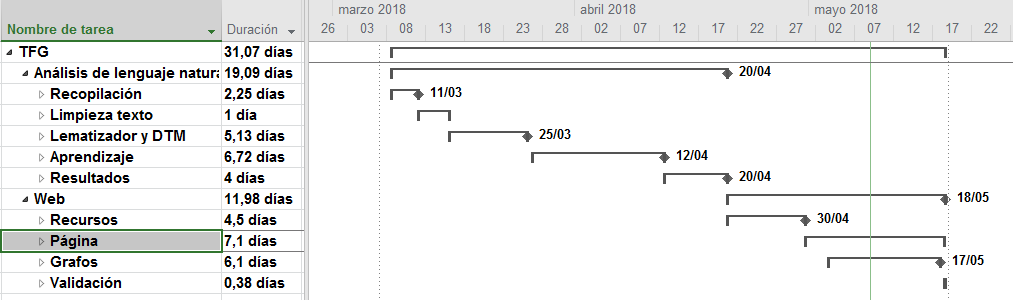 marzo 2018 abril 2018 mayo 2018
Nombre de tarea Duración 26 03 08 13 18 23 28 02 07 12 17 22 27 02 07 12 17 22
TFG 31,07 días
Análisis de lenguaje natura 19,09 días 20/04
Recopilación 2,25 días 11/03
Limpieza texto 1 día
Lematizador y DTM 5,13 días 25/03
Aprendizaje 6,72 días 12/04
Resultados 4 días 20/04
Web 11,98 días 18/05
Recursos 4,5 días 30/04
Página 7,1 días
Grafos 6,1 días 17/05
Validación 0,38 días